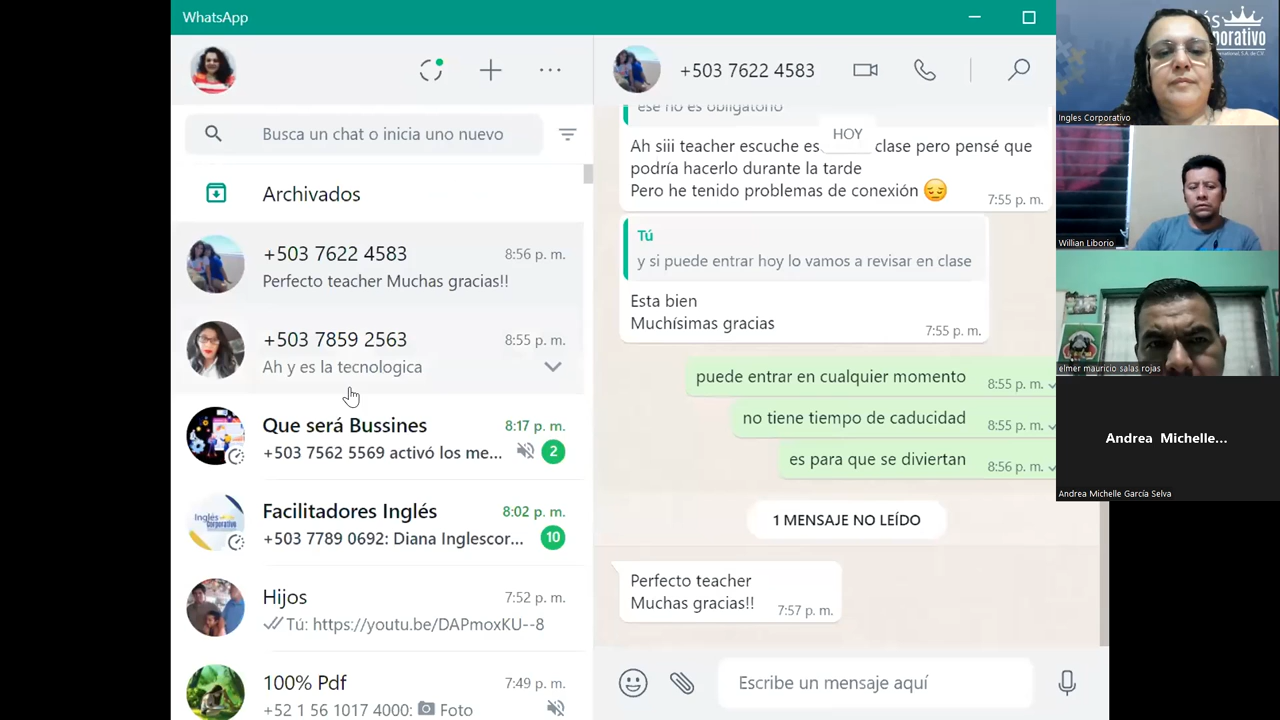 WhatsApp
Busca un chat o inicia uno nuevo
Archivados
+503 7622 4583
8:56 p. m.
Perfecto teacher Muchas gracias!!
+503 7859 2563
8:55 p. m.
Ah y es la tecnologica
Que será Bussines
8:17 p. m.
+503 7562 5569 activó los me...
2
Facilitadores Inglés
8:02 p. m.
+503 7789 0692: Diana Inglescor...
10
Hijos
7:52 p. m.
Tú: https://youtu.be/DAPmoxKU--8
100% Pdf
7:49 p. m.
+52 1 56 1017 4000: Foto
+503 7622 4583
ese no es obligatorio
HOY
Ah siii teacher escuche es clase pero pensé que
podría hacerlo durante la tarde
Pero he tenido problemas de conexión
7:55 p. m.
Tú
y si puede entrar hoy lo vamos a revisar en clase
Esta bien
Muchísimas gracias
7:55 p. m.
puede entrar en cualquier momento
8:55 p. m.
no tiene tiempo de caducidad
8:55 p. m.
es para que se diviertan
8:56 p. m.
1 MENSAJE NO LEÍDO
Perfecto teacher
Muchas gracias!!
7:57 p. m.
Escribe un mensaje aquí
Ingles Corporativo
Willian Liborio
elmer mauricio salas rojas
Andrea Michelle...
Andrea Michelle García Selva